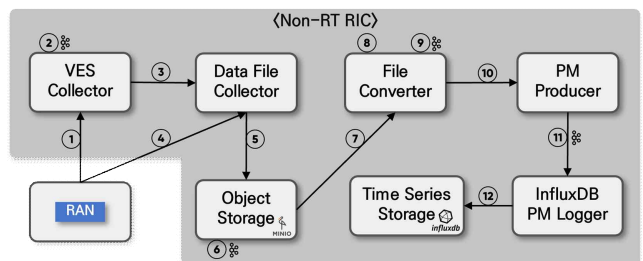 〈Non-RT RIC〉
②
⑧
⑨
VES
Collector
③
Data File
Collector
File
Converter
⑩
PM
Producer
①
④
⑤
⑦
⑪
RAN
Object
Storage
MINIO
Time Series
Storage
influxdb
⑫
InfluxDB
PM Logger
⑥